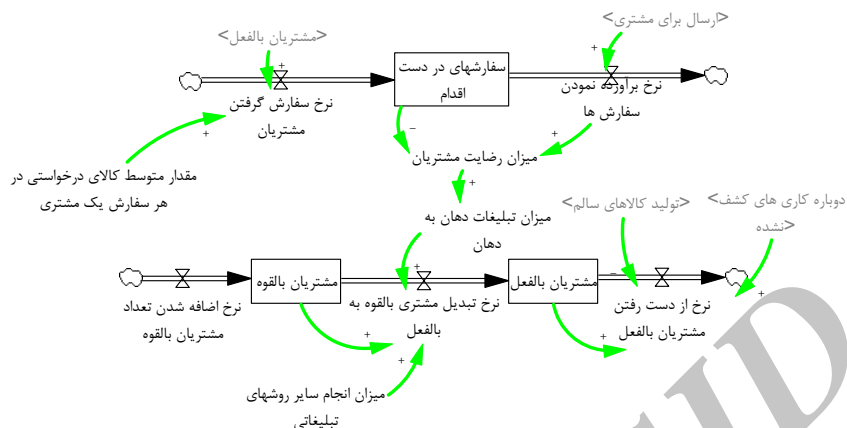 <مشتریان بالفعل>
<ارسال برای مشتری>
سفارشهای در دست
اقدام
نرخ برآورده نمودن
سفارش ها
نرخ سفارش گرفتن
مشتریان
+
+
+
+
−
میزان رضایت مشتریان
مقدار متوسط کالای درخواستی در
هر سفارش یک مشتری
+
<دوباره کاری های کشف
نشده>
<تولید کالاهای سالم>
میزان تبلیغات دهان به
دهان
+
−
+
مشتریان بالقوه
مشتریان بالفعل
نرخ اضافه شدن تعداد
مشتریان بالقوه
نرخ تبدیل مشتری بالقوه به
بالفعل
نرخ از دست رفتن
مشتریان بالفعل
+
+
+
میزان انجام سایر روشهای
تبلیغاتی